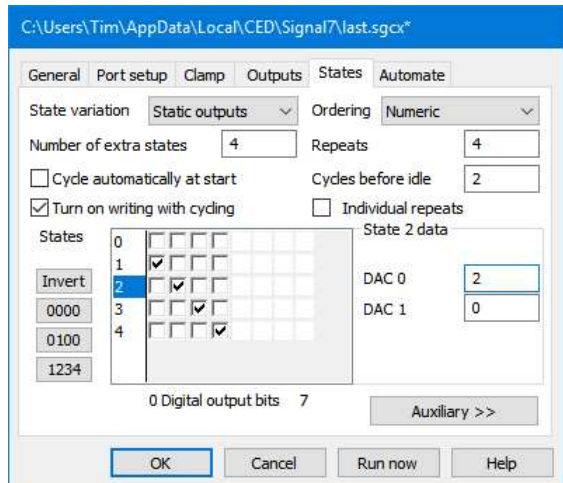 C:\Users\Tim\AppData\Local\CED\Signal7\last.sgcx*
General Port setup Clamp Outputs States Automate
State variation Static outputs Ordering Numeric
Number of extra states 4 Repeats 4
Cycle automatically at start Cycles before idle 2
Turn on writing with cycling Individual repeats
States State 2 data
0
1
Invert 2 DAC 0 2
0000 3 DAC 1 0
0100 4
1234
0 Digital output bits 7
Auxiliary >>
OK Cancel Run now Help